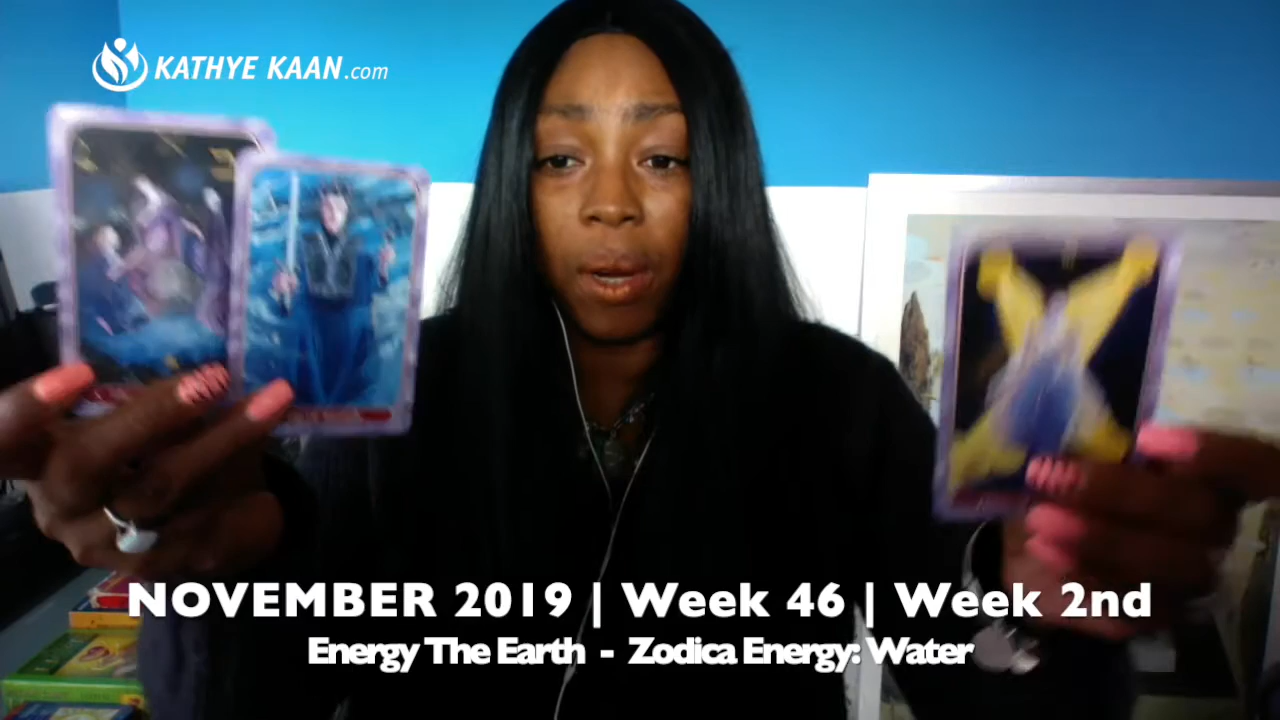 KATHYE KAAN.com
NOVEMBER 2019 | Week 46 | Week 2nd
Energy The Earth - Zodica Energy: Water